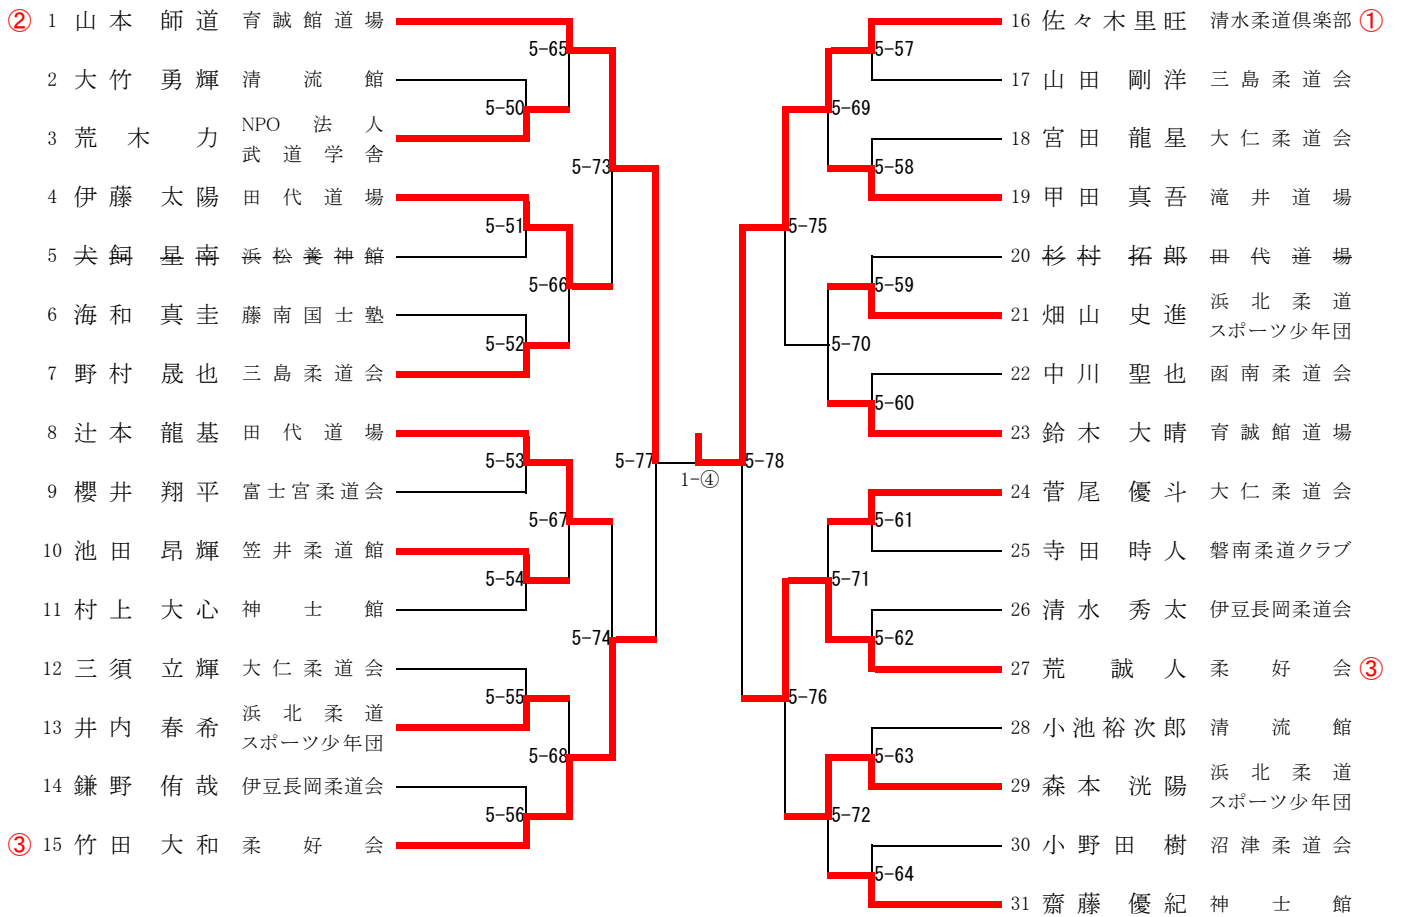 ② 1 山本 師道 育誠館道場
2 大竹 勇輝 清流館
3 荒木 力 NPO法人
武道学舎
4 伊藤 太陽 田代道場
5 犬飼 星南 浜松養神館
6 海和 真圭 藤南国士塾
7 野村 晟也 三島柔道会
8 辻本 龍基 田代道場
9 櫻井 翔平 富士宮柔道会
10 池田 昂輝 笠井柔道館
11 村上 大心 神士館
12 三須 立輝 大仁柔道会
13 井内 春希 浜北柔道
スポーツ少年団
14 鎌野 侑哉 伊豆長岡柔道会
③ 15 竹田 大和 柔好会
5-65
5-50
5-73
5-51
5-66
5-52
5-53
5-77
5-67
5-54
5-74
5-55
5-68
5-56
1-④
5-57
5-69
5-58
5-75
5-59
5-70
5-60
5-78
5-61
5-71
5-62
5-76
5-63
5-72
5-64
16 佐々木里旺 清水柔道倶楽部 ①
17 山田 剛洋 三島柔道会
18 宮田 龍星 大仁柔道会
19 甲田 真吾 滝井道場
20 杉村 拓郎 田代道場
21 畑山 史進 浜北柔道
スポーツ少年団
22 中川 聖也 函南柔道会
23 鈴木 大晴 育誠館道場
24 菅尾 優斗 大仁柔道会
25 寺田 時人 磐南柔道クラブ
26 清水 秀太 伊豆長岡柔道会
27 荒 誠人 柔好会 ③
28 小池裕次郎 清流館
29 森本 洸陽 浜北柔道
スポーツ少年団
30 小野田 樹 沼津柔道会
31 齋藤 優紀 神士館